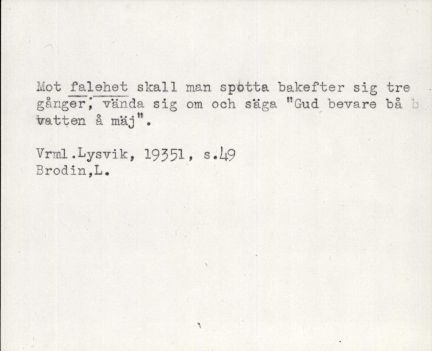 Mot falehet skall man spotta bakefter sig tre
gånger, vända sig om och säga "Gud bevare bå b
vatten å mäj".
Vrml.Lysvik, 19351, s.49
Brodin,L.